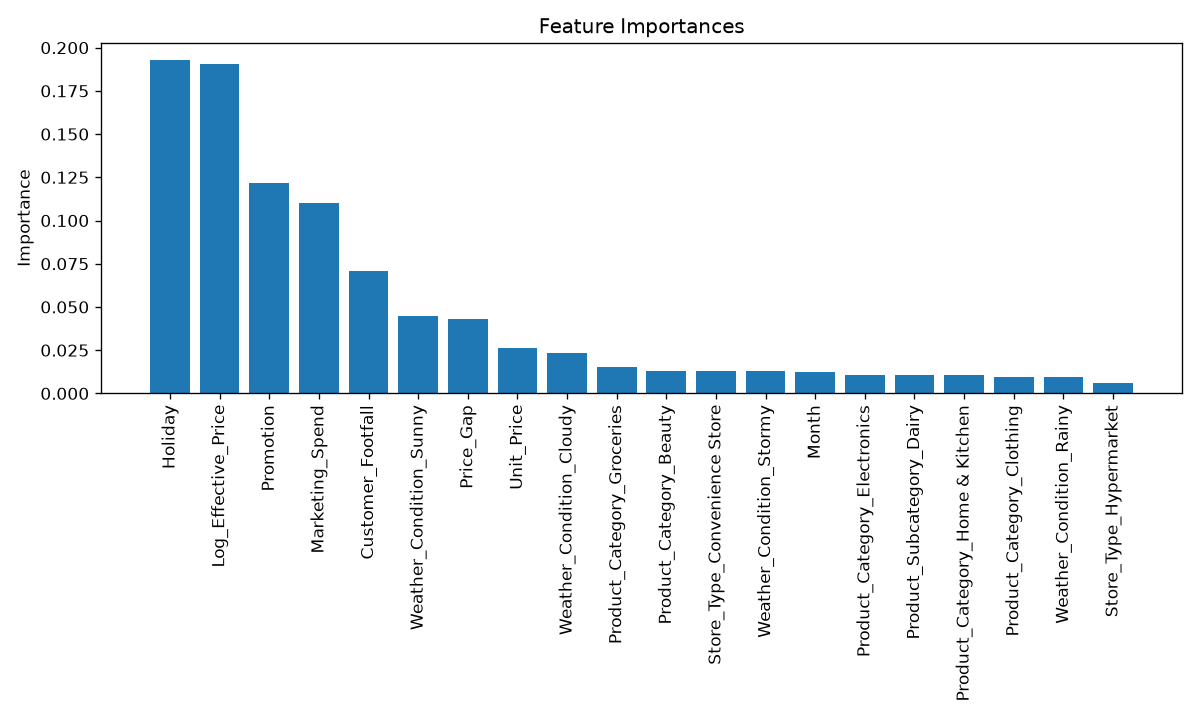 Feature Importances
Importance
0.200
0.175
0.150
0.125
0.100
0.075
0.050
0.025
0.000
Holiday
Log_Effective_Price
Promotion
Marketing_Spend
Customer_Footfall
Weather_Condition_Sunny
Price_Gap
Unit_Price
Weather_Condition_Cloudy
Product_Category_Groceries
Product_Category_Beauty
Store_Type_Convenience Store
Weather_Condition_Stormy
Month
Product_Category_Electronics
Product_Subcategory_Dairy
Product_Category_Home & Kitchen
Product_Category_Clothing
Weather_Condition_Rainy
Store_Type_Hypermarket